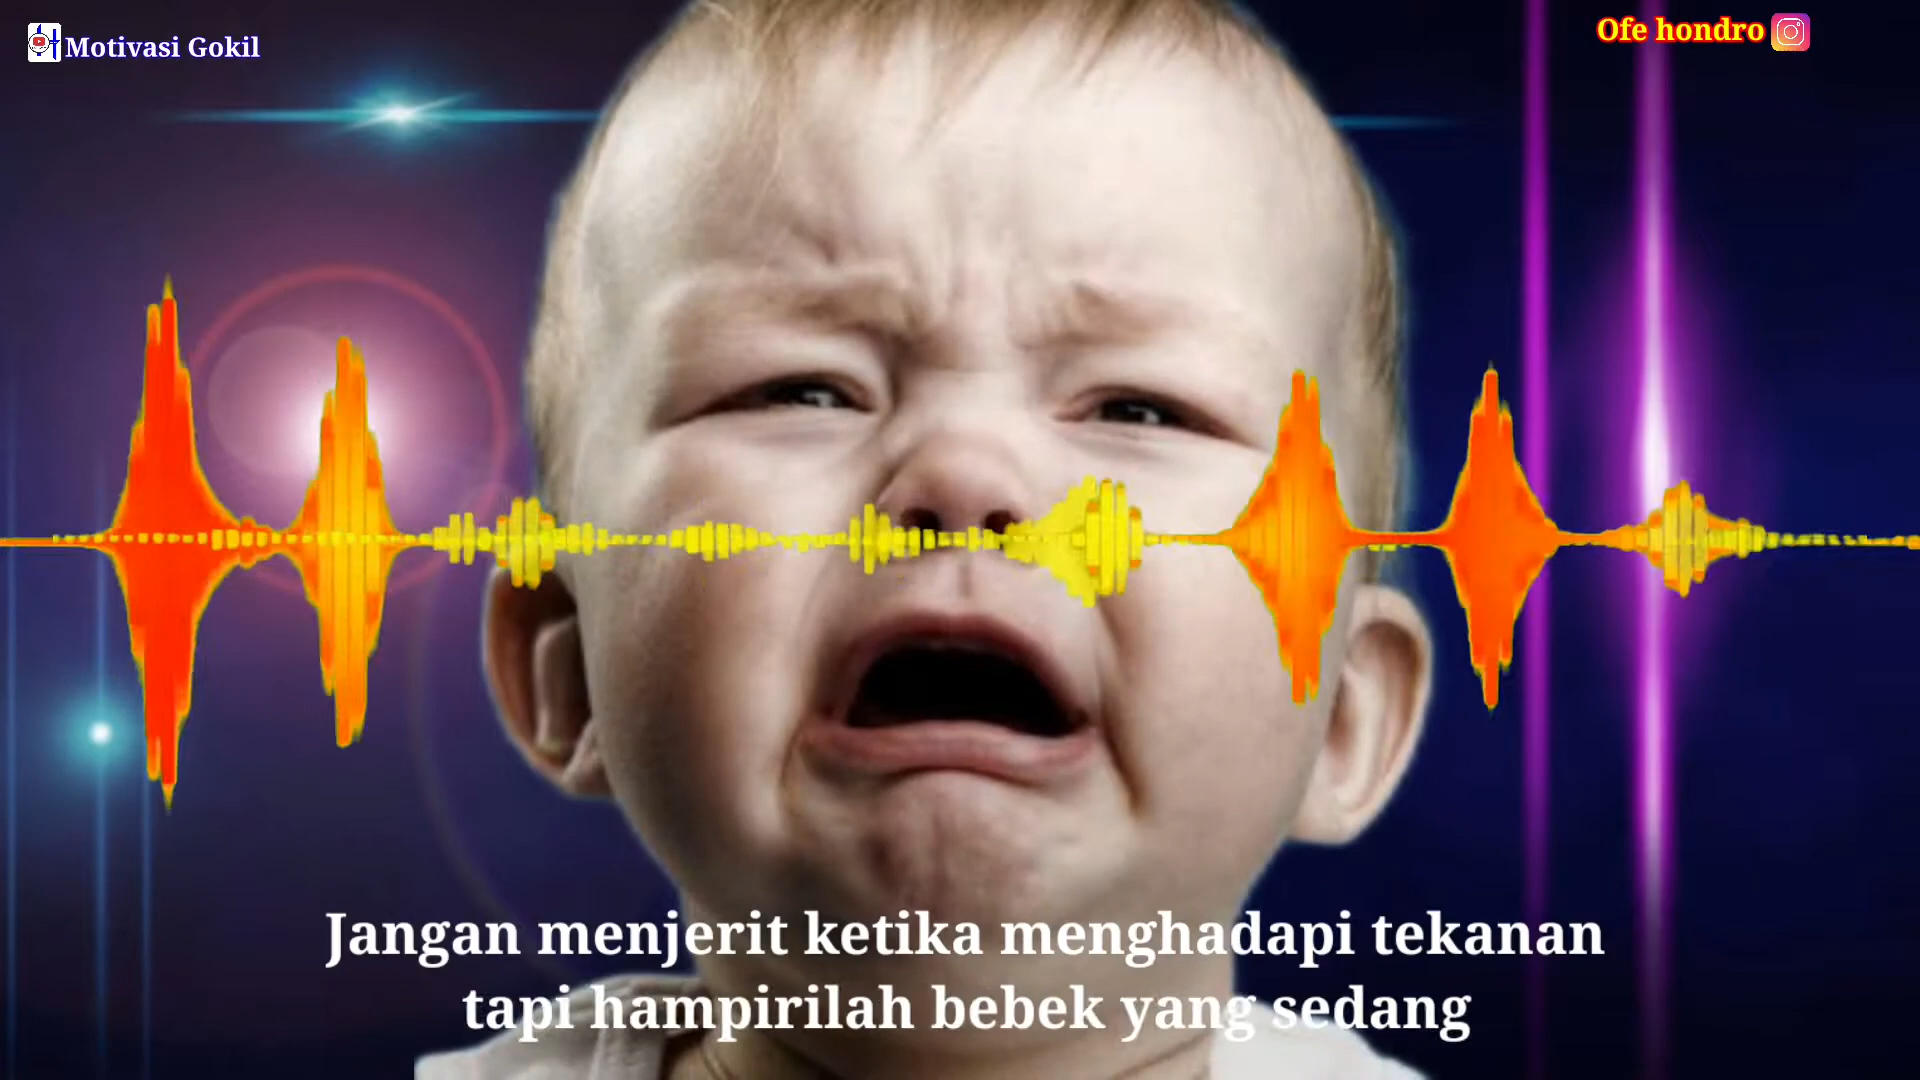 Motivasi Gokil
Ofe hondro
Jangan menjerit ketika menghadapi tekanan
tapi hampirilah bebek yang sedang